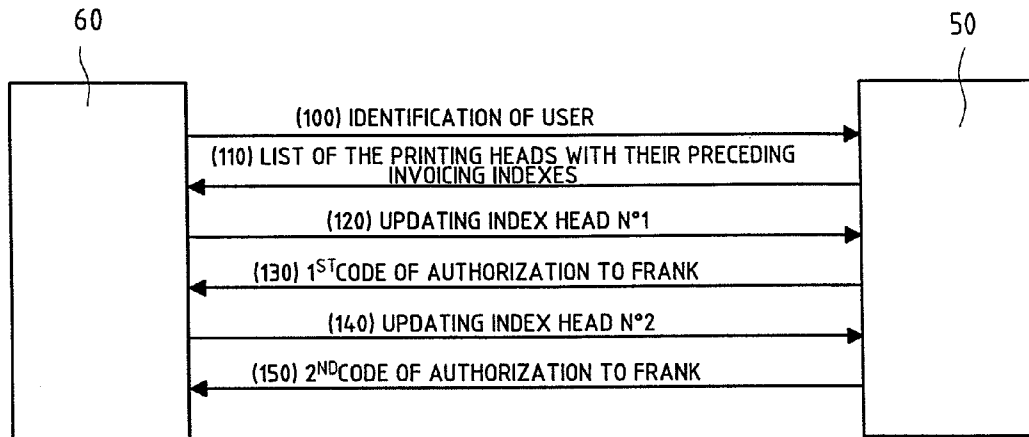 60
50
(100) IDENTIFICATION OF USER
(110) LIST OF THE PRINTING HEADS WITH THEIR PRECEDING
INVOICING INDEXES
(120) UPDATING INDEX HEAD N°1
(130) 1ST CODE OF AUTHORIZATION TO FRANK
(140) UPDATING INDEX HEAD N°2
(150) 2ND CODE OF AUTHORIZATION TO FRANK